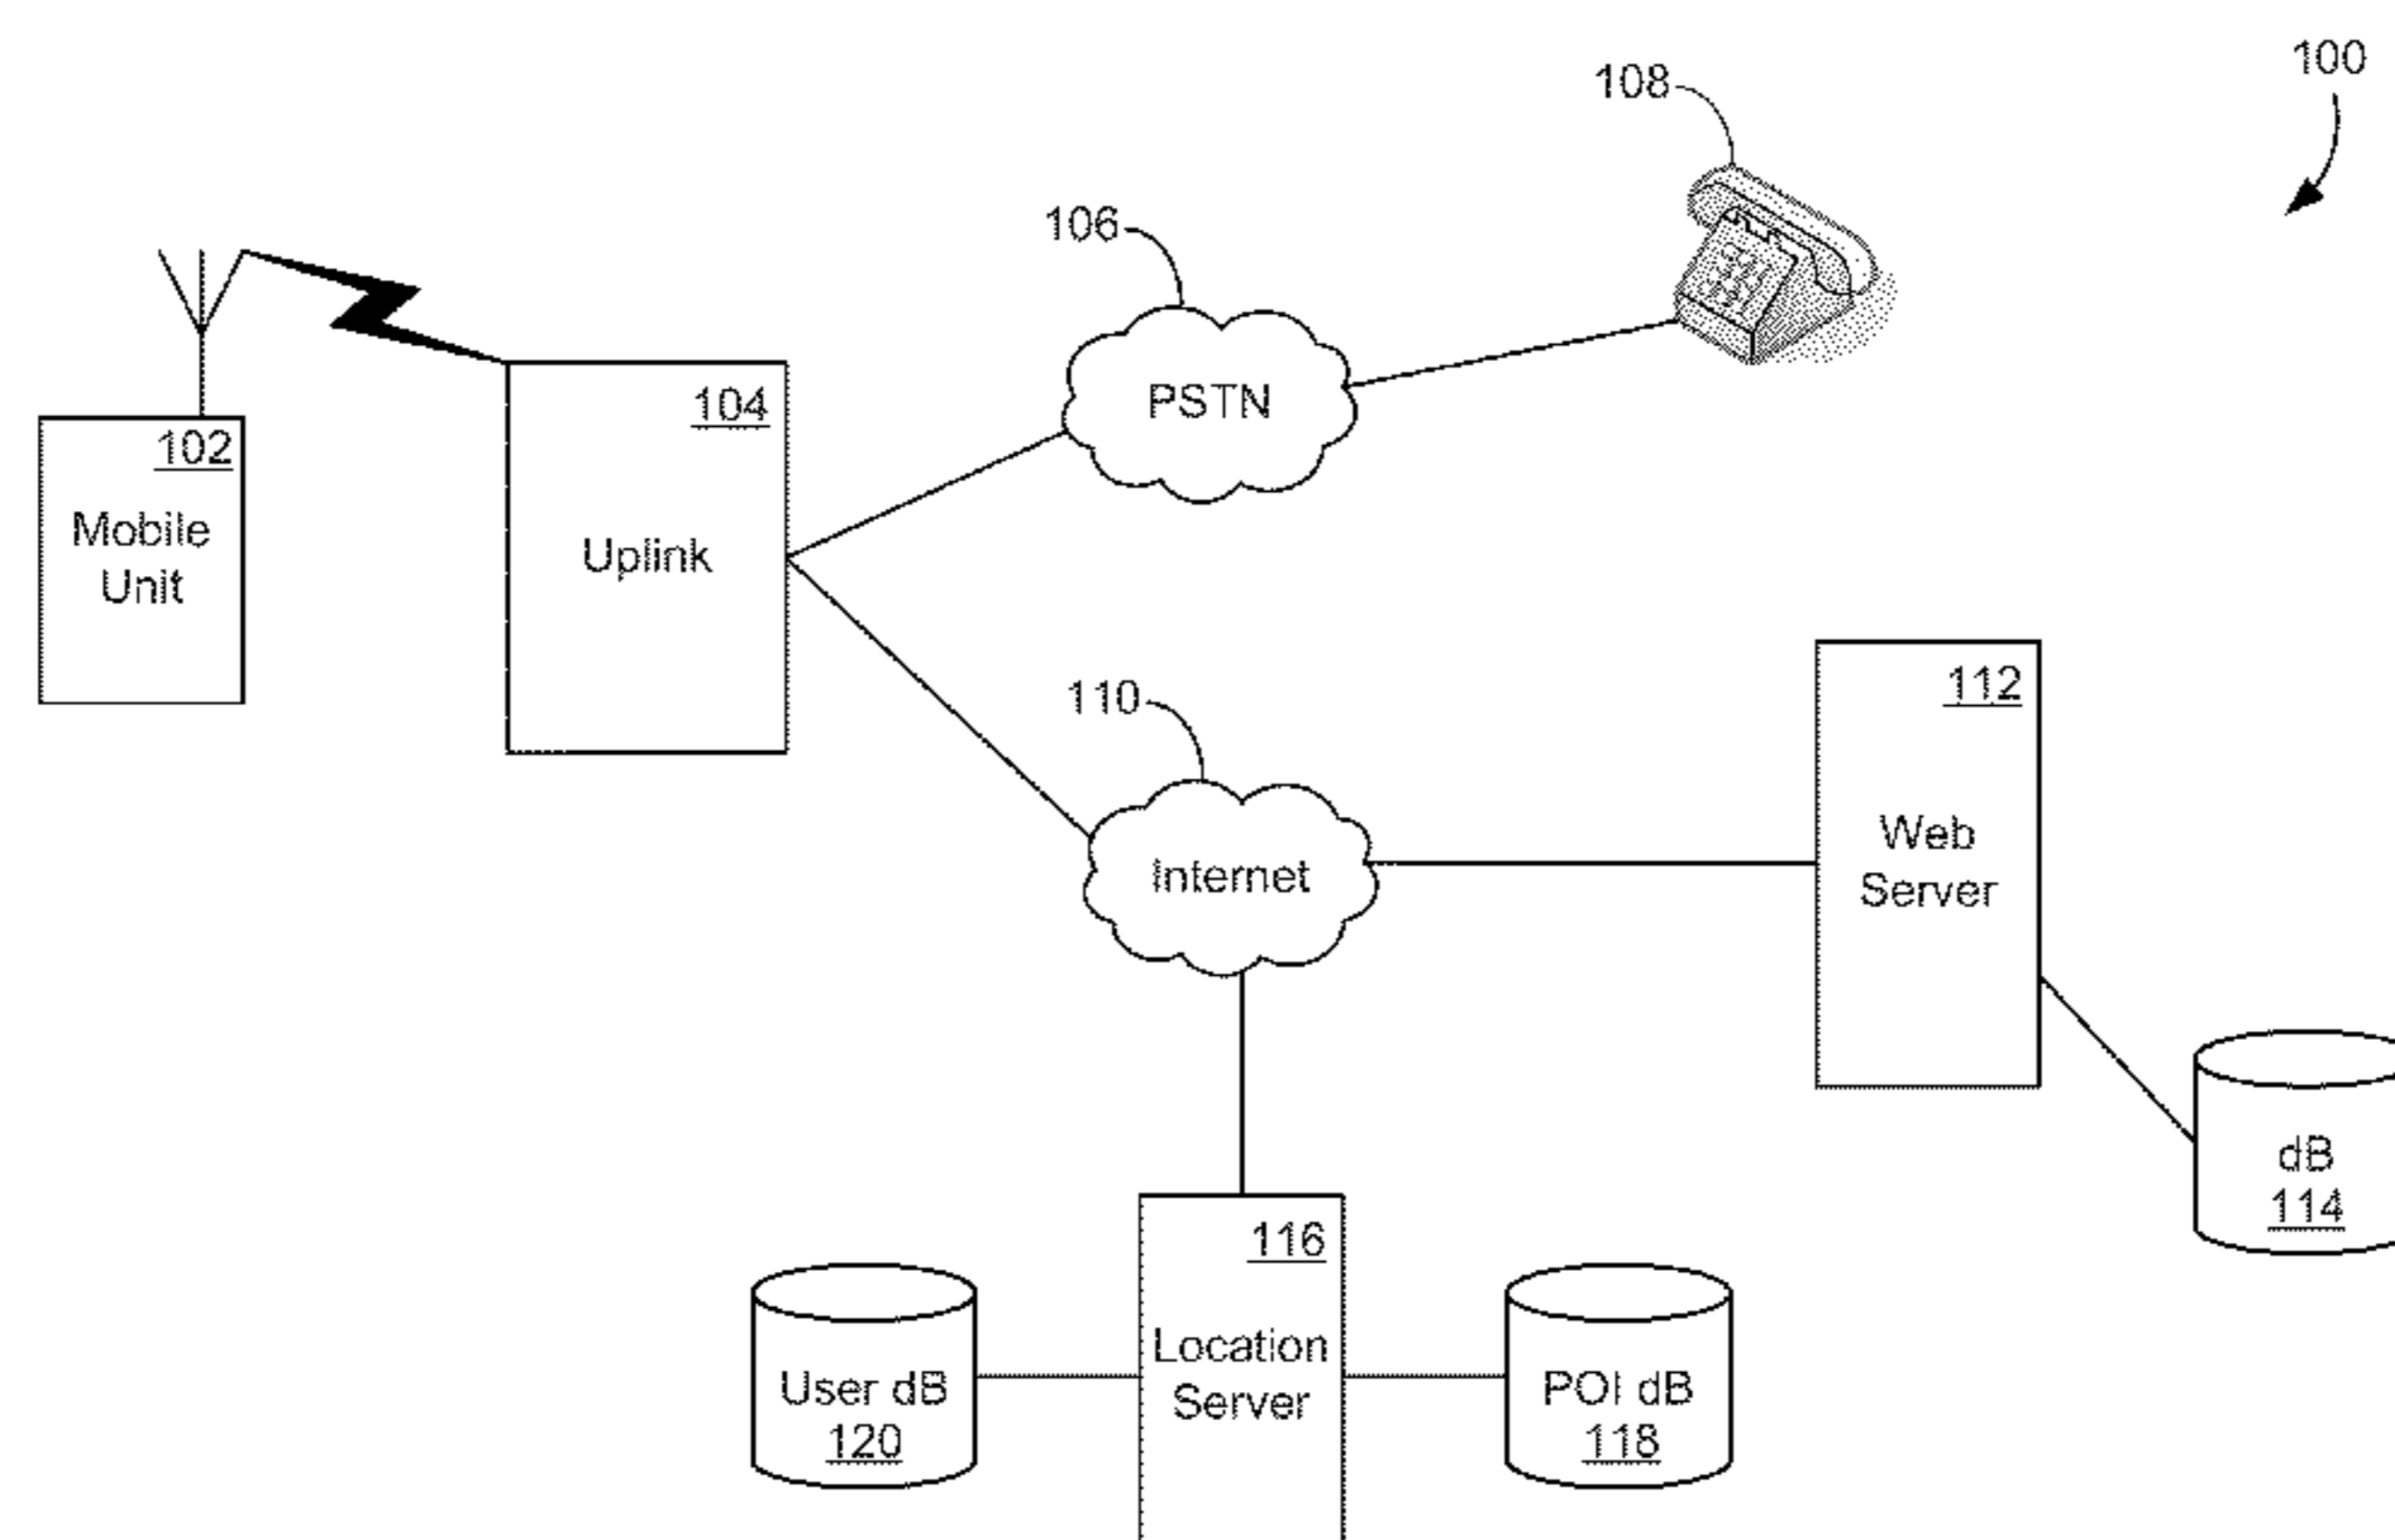 100
108
106
PSTN
104
Uplink
102
Mobile
Unit
110
Internet
112
Web
Server
dB
114
116
Location
Server
User dB
120
POI dB
118